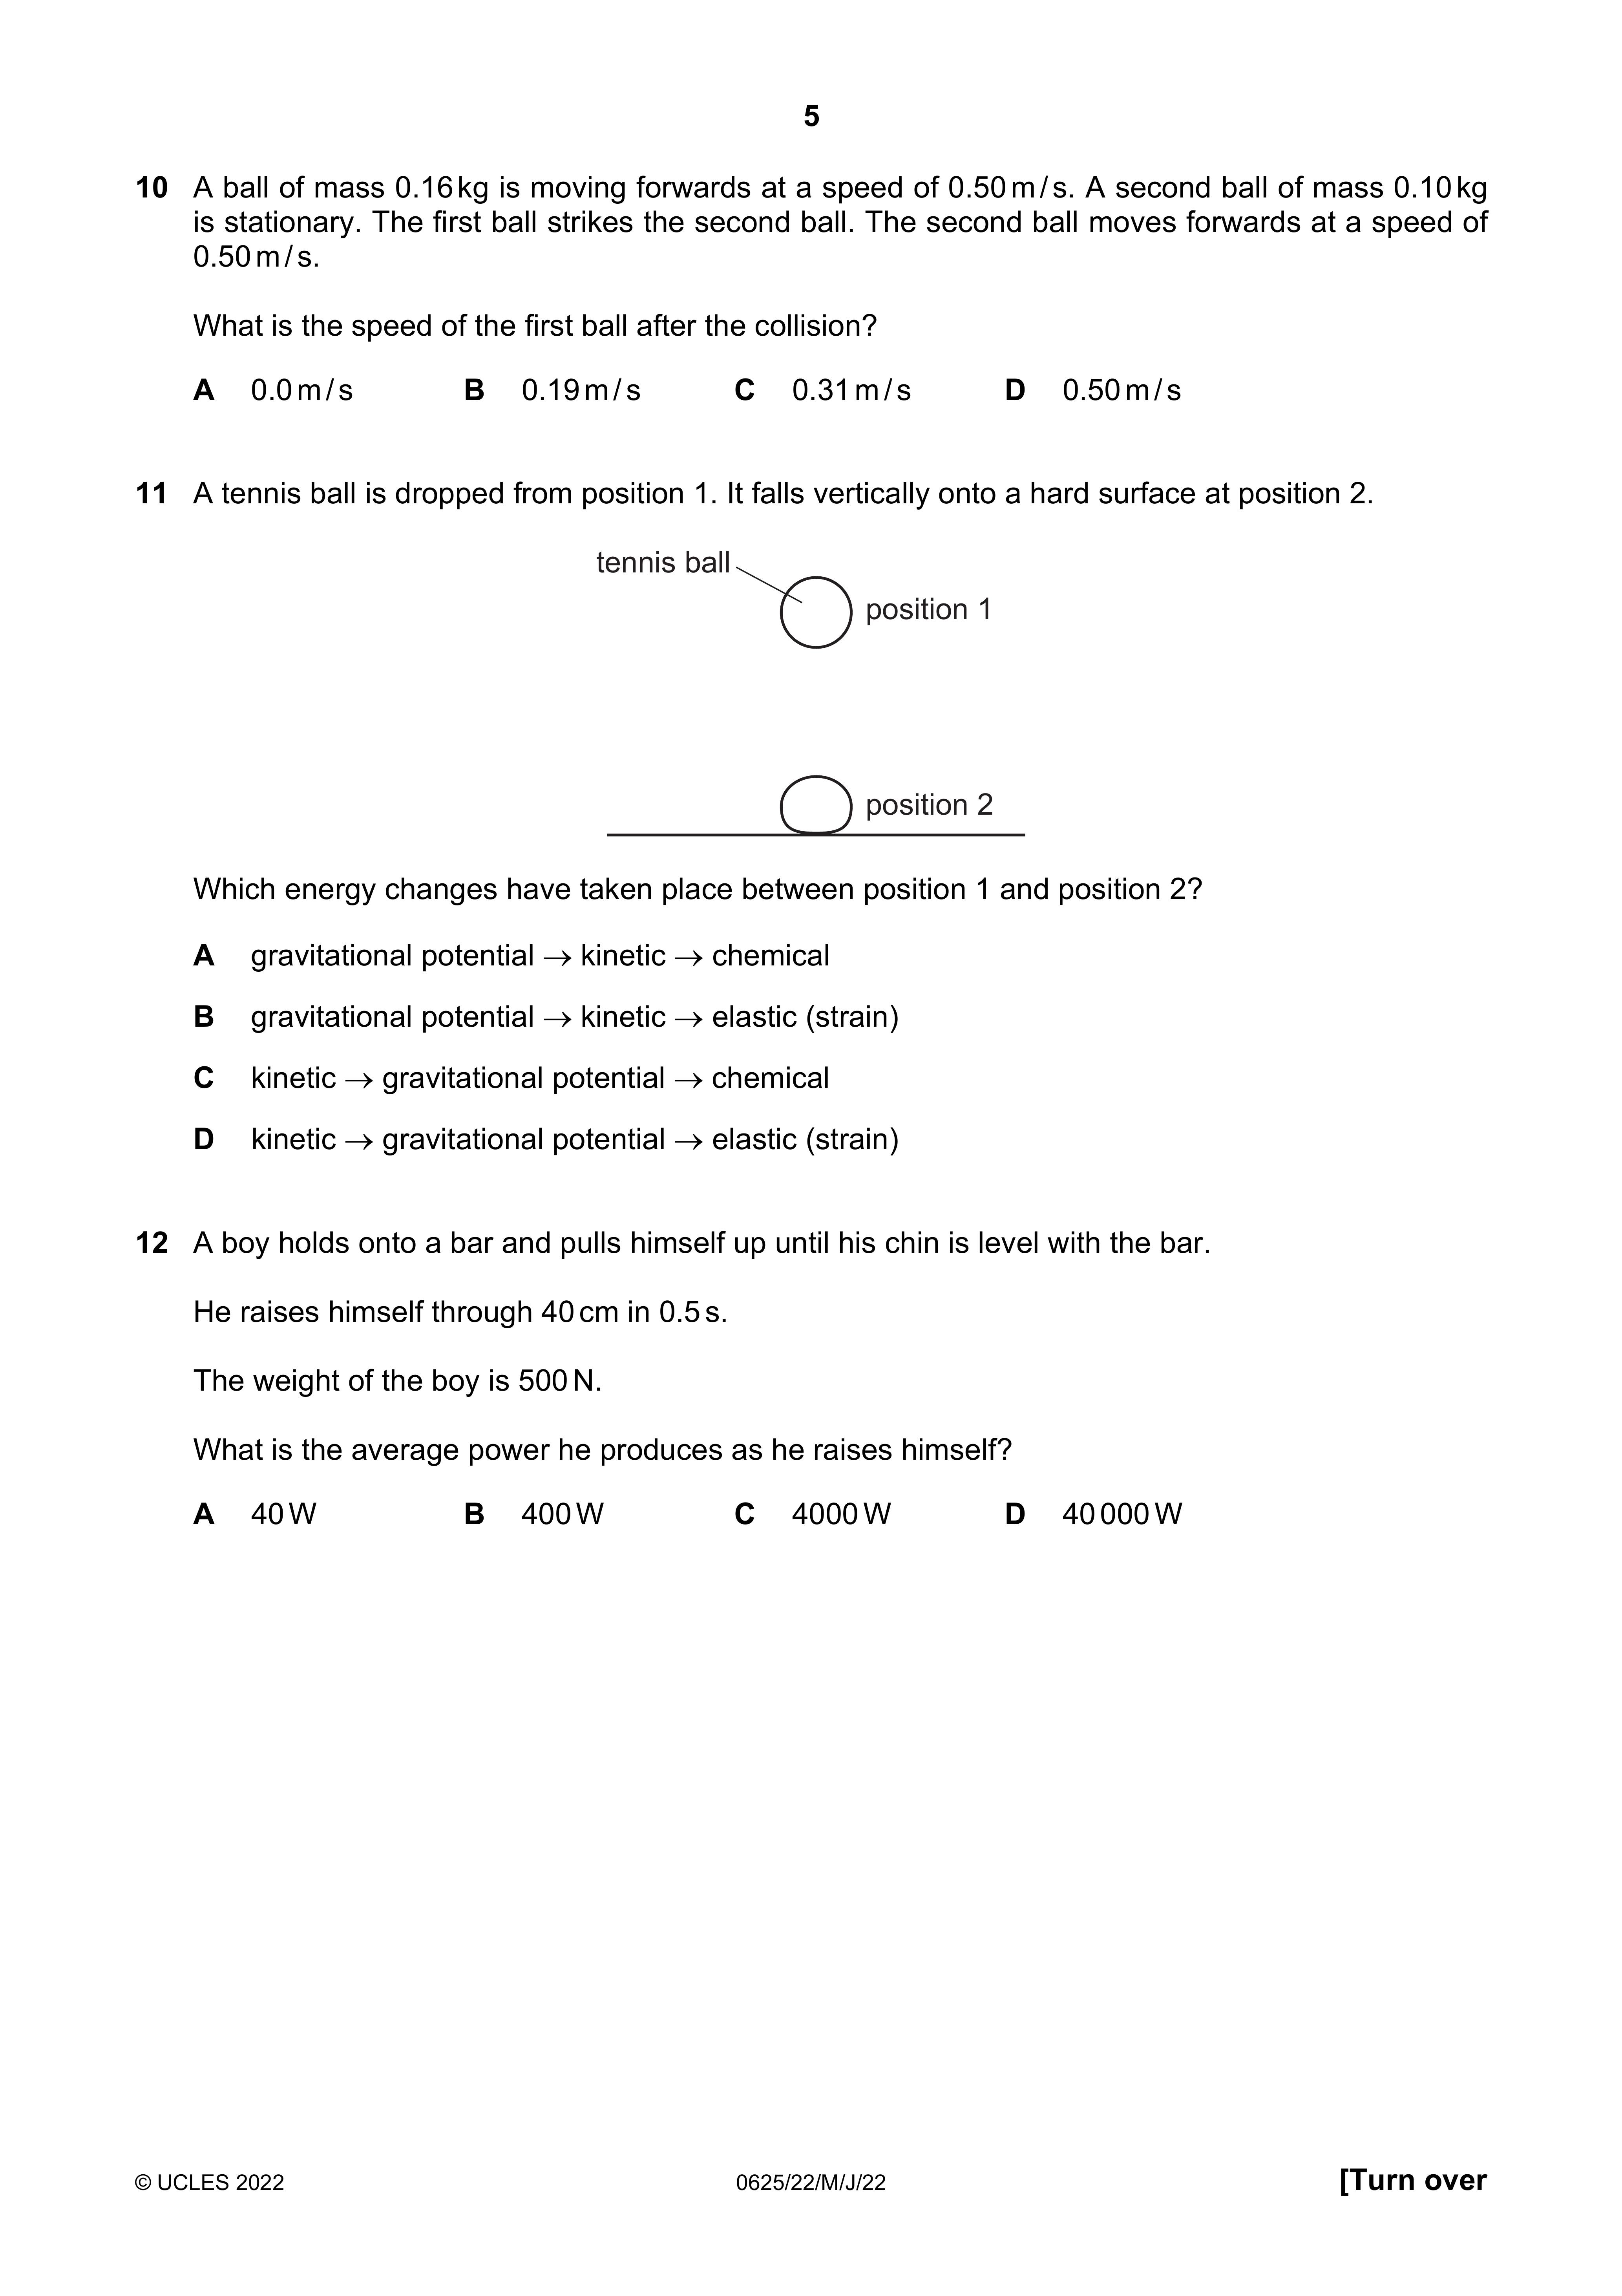 5
10 A ball of mass 0.16 kg is moving forwards at a speed of 0.50 m / s. A second ball of mass 0.10 kg
is stationary. The first ball strikes the second ball. The second ball moves forwards at a speed of
0.50 m / s.
What is the speed of the first ball after the collision?
A 0.0 m / s B 0.19 m / s C 0.31 m / s D 0.50 m / s
11 A tennis ball is dropped from position 1. It falls vertically onto a hard surface at position 2.
tennis ball
position 1
position 2
Which energy changes have taken place between position 1 and position 2?
A gravitational potential → kinetic → chemical
B gravitational potential → kinetic → elastic (strain)
C kinetic → gravitational potential → chemical
D kinetic → gravitational potential → elastic (strain)
12 A boy holds onto a bar and pulls himself up until his chin is level with the bar.
He raises himself through 40 cm in 0.5 s.
The weight of the boy is 500 N.
What is the average power he produces as he raises himself?
A 40 W B 400 W C 4000 W D 40 000 W
© UCLES 2022 0625/22/M/J/22 [Turn over